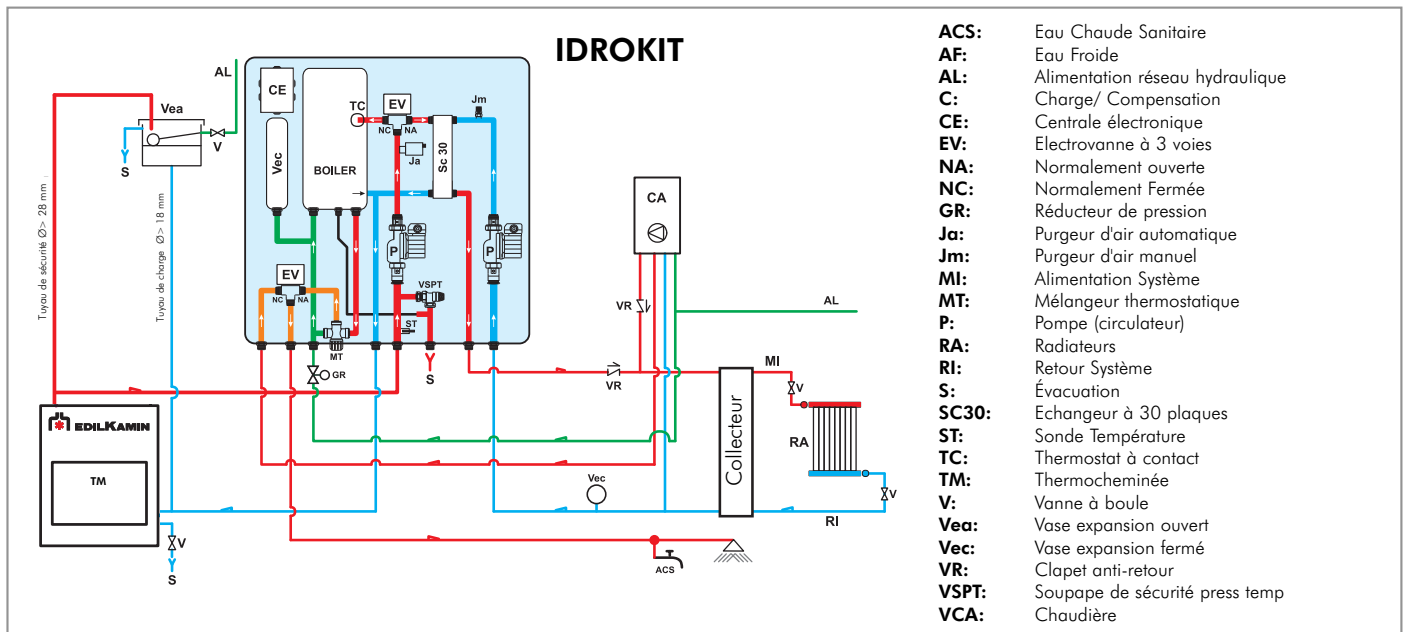 IDROKIT
AL
Vea
V
S
Tuyau de sécurité Ø> 28 mm
Tuyau de charge Ø> 18 mm
CE
Vec
BOILER
TC
EV
NC
NA
Ja
Sc 30
Jm
P
P
EV
NC
NA
MT
VSPT
ST
S
GR
CA
VR
VR
AL
MI
V
RA
V
RI
Collecteur
Vec
ACS
EDILKAMIN
TM
V
S
ACS: Eau Chaude Sanitaire
AF: Eau Froide
AL: Alimentation réseau hydraulique
C: Charge/ Compensation
CE: Centrale électronique
EV: Electrovanne à 3 voies
NA: Normalement ouverte
NC: Normalement Fermée
GR: Réducteur de pression
Ja: Purgeur d'air automatique
Jm: Purgeur d'air manuel
MI: Alimentation Système
MT: Mélangeur thermostatique
P: Pompe (circulateur)
RA: Radiateurs
RI: Retour Système
S: Évacuation
SC30: Echangeur à 30 plaques
ST: Sonde Température
TC: Thermostat à contact
TM: Thermocheminée
V: Vanne à boule
Vea: Vase expansion ouvert
Vec: Vase expansion fermé
VR: Clapet anti-retour
VSPT: Soupape de sécurité press temp
VCA: Chaudière